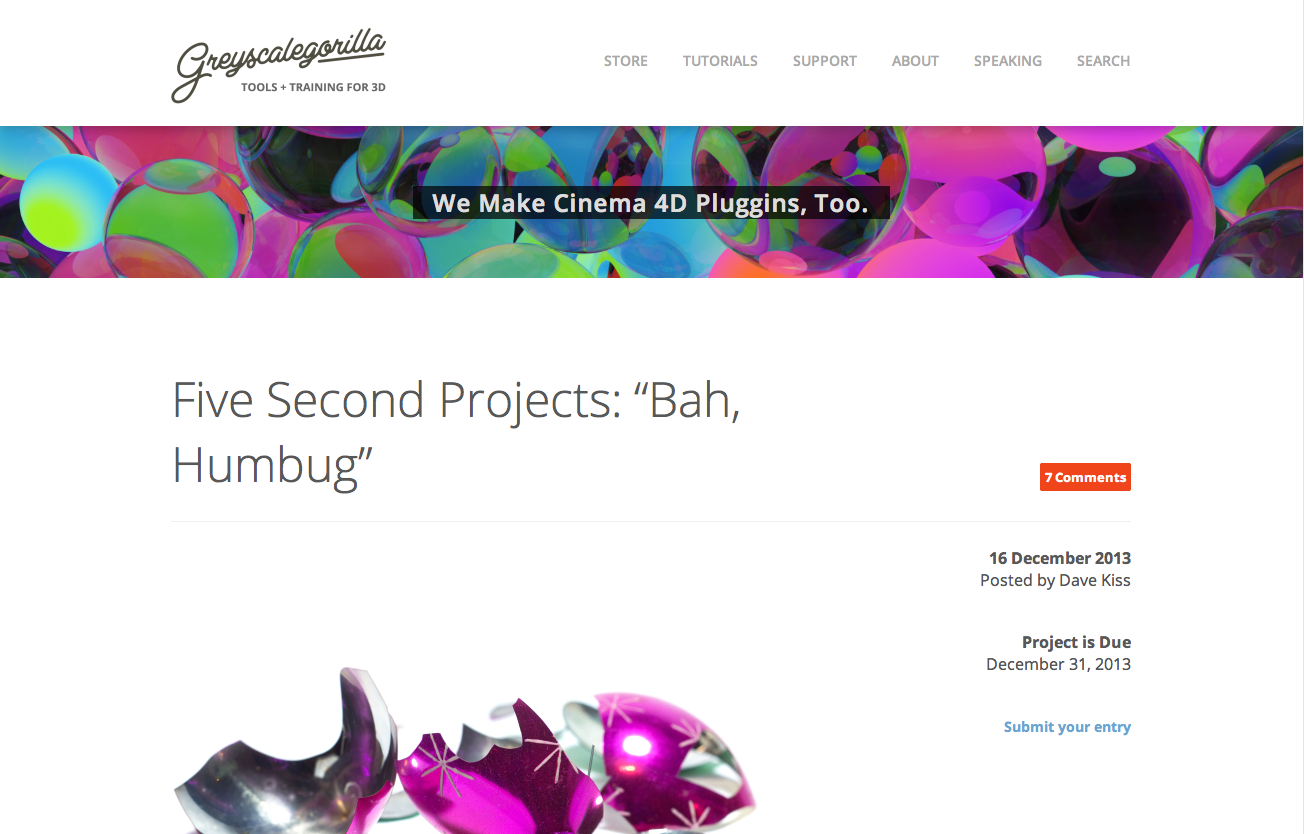 Greyscalegorilla
TOOLS + TRAINING FOR 3D
STORE TUTORIALS SUPPORT ABOUT SPEAKING SEARCH
We Make Cinema 4D Pluggins, Too.
Five Second Projects: “Bah,
Humbug”
7 Comments
16 December 2013
Posted by Dave Kiss
Project is Due
December 31, 2013
Submit your entry